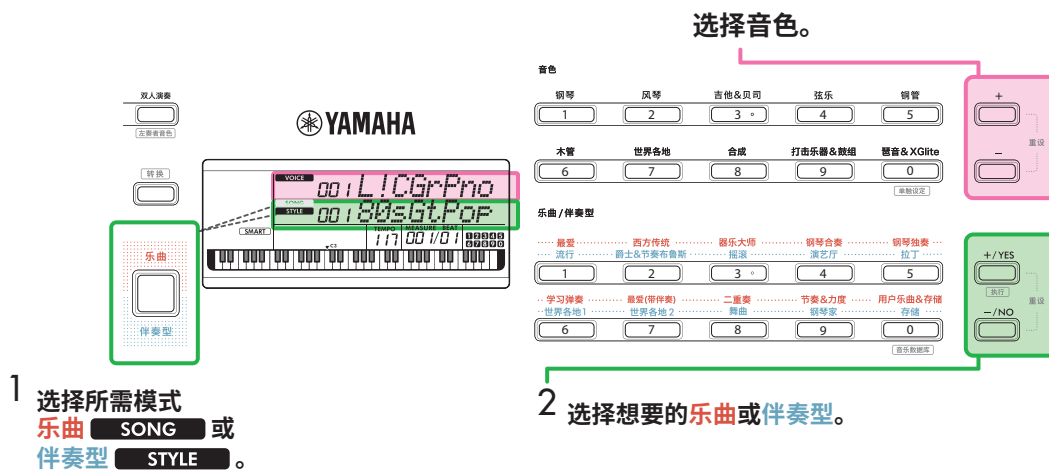 选择音色。
双人演奏
左奏者音色
转换
乐曲
伴奏型
YAMAHA
VOICE 001 L!CGrPno
SONG
STYLE 001 80sGt.Pop
SMART
TEMPO MEASURE BEAT
117 001/01 1 2 3 4 5
6 7 8 9 0
C3
音色
钢琴 风琴 吉他&贝司 弦乐 铜管
1 2 3 4 5
木管 世界各地 合成 打击乐器&鼓组 琶音&XGlite
6 7 8 9 0
单触设定
+
重设
−
乐曲/伴奏型
最爱 西方传统 器乐大师 钢琴合奏 钢琴独奏
流行 爵士&节奏布鲁斯 摇滚 演艺厅 拉丁
1 2 3 4 5
学习弹奏 最爱(带伴奏) 二重奏 节奏&力度 用户乐曲&存储
世界各地1 世界各地2 舞曲 钢琴家 存储
6 7 8 9 0
音乐数据库
+/YES
执行
重设
−/NO
1 选择所需模式
乐曲 SONG 或
伴奏型 STYLE 。
2 选择想要的乐曲或伴奏型。